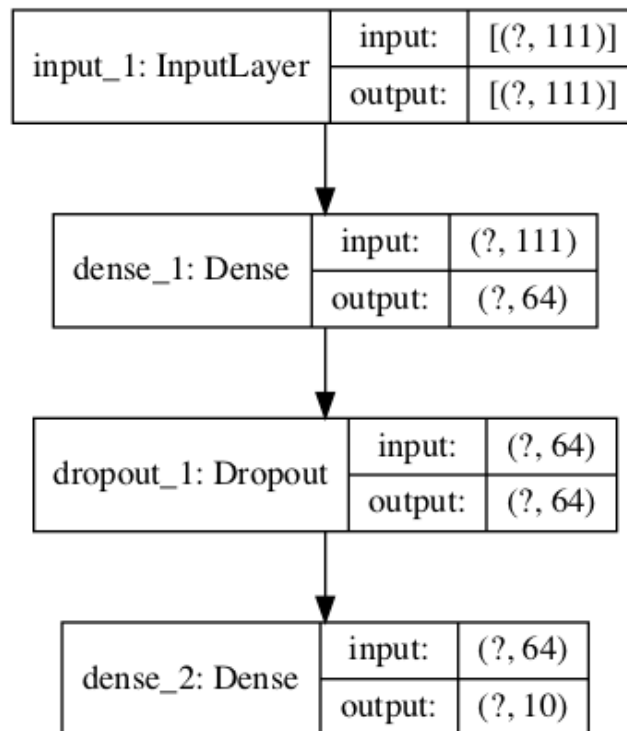 input_1: InputLayer
input: [(?, 111)]
output: [(?, 111)]
dense_1: Dense
input: (?, 111)
output: (?, 64)
dropout_1: Dropout
input: (?, 64)
output: (?, 64)
dense_2: Dense
input: (?, 64)
output: (?, 10)